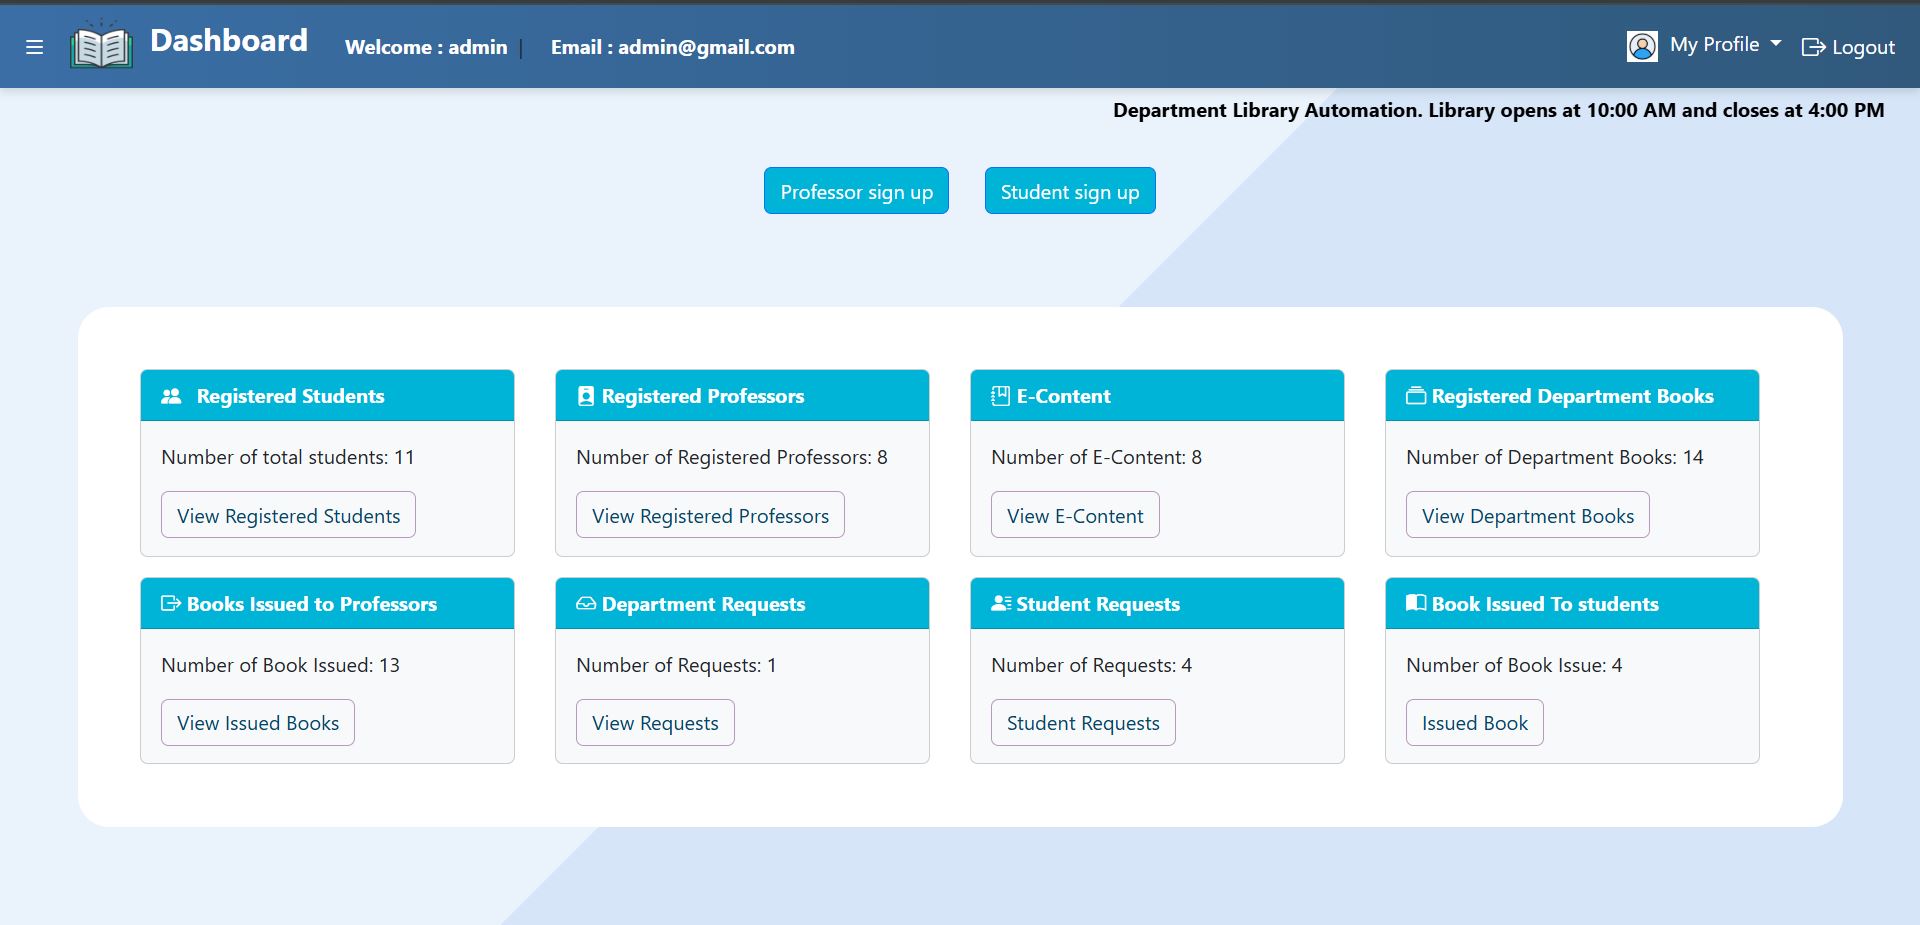 Dashboard
Welcome : admin | Email : admin@gmail.com
My Profile
Logout
Department Library Automation. Library opens at 10:00 AM and closes at 4:00 PM
Professor sign up
Student sign up
Registered Students
Number of total students: 11
View Registered Students
Registered Professors
Number of Registered Professors: 8
View Registered Professors
E-Content
Number of E-Content: 8
View E-Content
Registered Department Books
Number of Department Books: 14
View Department Books
Books Issued to Professors
Number of Book Issued: 13
View Issued Books
Department Requests
Number of Requests: 1
View Requests
Student Requests
Number of Requests: 4
Student Requests
Book Issued To students
Number of Book Issue: 4
Issued Book